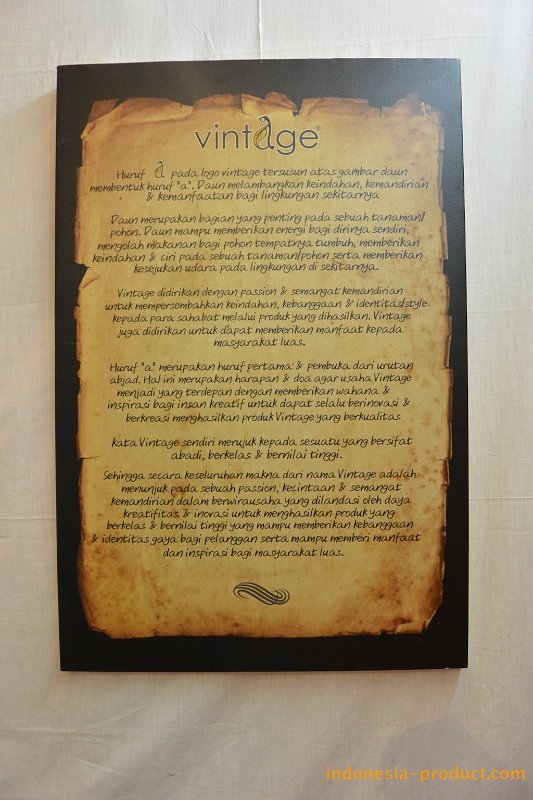 vintage
Huruf a pada logo vintage tersusun atas gambar daun
membentuk huruf "a". Daun melambangkan keindahan, kemandirian
& kemanfaatan bagi lingkungan sekitarnya
Daun merupakan bagian yang penting pada sebuah tanaman/
pohon. Daun mampu memberikan energi bagi dirinya sendiri,
mengolah makanan bagi pohon tempatnya tumbuh, memberikan
keindahan & ciri pada sebuah tanaman/pohon serta memberikan
kesejukan udara pada lingkungan di sekitarnya.
Vintage didirikan dengan passion & semangat kemandirian
untuk mempersembahkan keindahan, kebanggaan & identitas/style
kepada para sahabat melalui produk yang dihasilkan. Vintage
juga didirikan untuk dapat memberikan manfaat kepada
masyarakat luas.
Huruf "a" merupakan huruf pertama & pembuka dari urutan
abjad. Hal ini merupakan harapan & doa agar usaha Vintage
menjadi yang terdepan dengan memberikan wahana &
inspirasi bagi insan kreatif untuk dapat selalu berinovasi &
berkreasi menghasilkan produk Vintage yang berkualitas
kata Vintage sendiri merujuk kepada sesuatu yang bersifat
abadi, berkelas & bernilai tinggi.
Sehingga secara keseluruhan makna dari nama Vintage adalah
menunjuk pada sebuah passion, kecintaan & semangat
kemandirian dalam berwirausaha yang dilandasi oleh daya
kreatifitas & inovasi untuk menghasilkan produk yang
berkelas & bernilai tinggi yang mampu memberikan kebanggaan
& identitas gaya bagi pelanggan serta mampu memberi manfaat
dan inspirasi bagi masyarakat luas.
indonesia-product.com